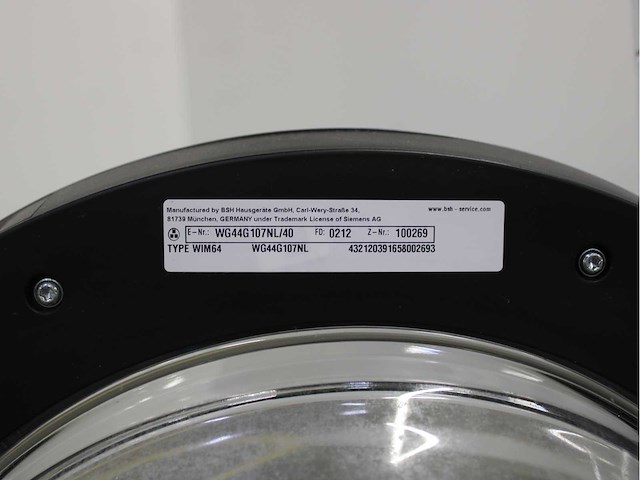 Manufactured by BSH Hausgeräte GmbH, Carl-Wery-Straße 34, www.bsh-service.com
81739 München, GERMANY under Trademark License of Siemens AG
E-Nr.: WG44G107NL/40 FD: 0212 Z-Nr.: 100269
TYPE WIM64 WG44G107NL 432120391658002693